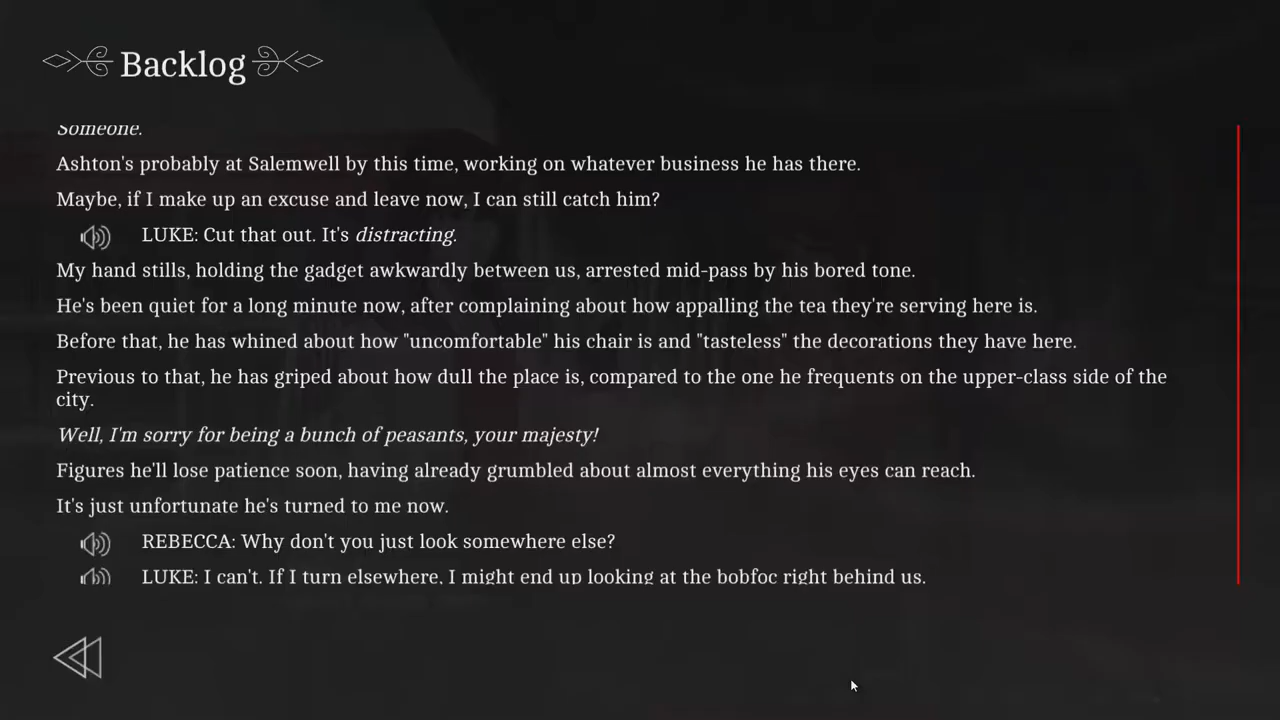 Backlog
Someone.
Ashton's probably at Salemwell by this time, working on whatever business he has there.
Maybe, if I make up an excuse and leave now, I can still catch him?
LUKE: Cut that out. It's distracting.
My hand stills, holding the gadget awkwardly between us, arrested mid-pass by his bored tone.
He's been quiet for a long minute now, after complaining about how appalling the tea they're serving here is.
Before that, he has whined about how "uncomfortable" his chair is and "tasteless" the decorations they have here.
Previous to that, he has griped about how dull the place is, compared to the one he frequents on the upper-class side of the
city.
Well, I'm sorry for being a bunch of peasants, your majesty!
Figures he'll lose patience soon, having already grumbled about almost everything his eyes can reach.
It's just unfortunate he's turned to me now.
REBECCA: Why don't you just look somewhere else?
LUKE: I can't. If I turn elsewhere, I might end up looking at the bobfoc right behind us.